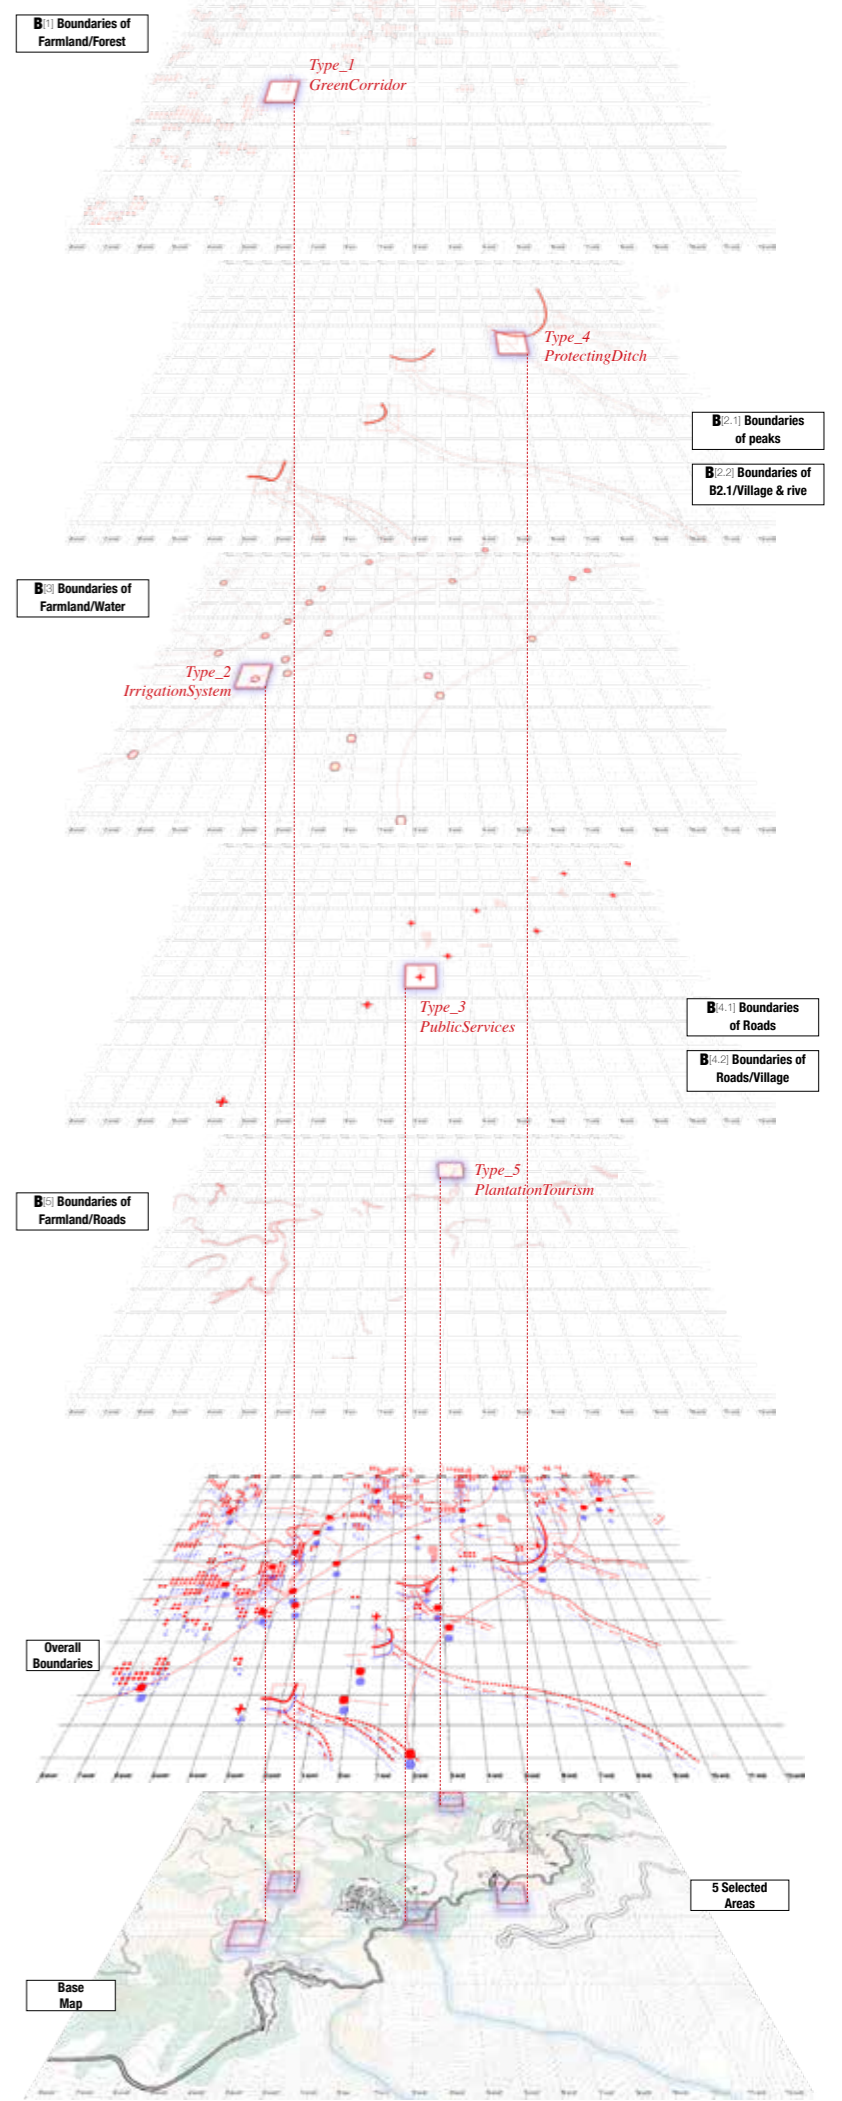 B[1] Boundaries of
Farmland/Forest
Type_1
GreenCorridor
Type_4
ProtectingDitch
B[2.1] Boundaries
of peaks
B[2.2] Boundaries of
B2.1/Village & rive
B[3] Boundaries of
Farmland/Water
Type_2
IrrigationSystem
Type_3
PublicServices
B[4.1] Boundaries
of Roads
B[4.2] Boundaries of
Roads/Village
Type_5
PlantationTourism
B[5] Boundaries of
Farmland/Roads
Overall
Boundaries
5 Selected
Areas
Base
Map